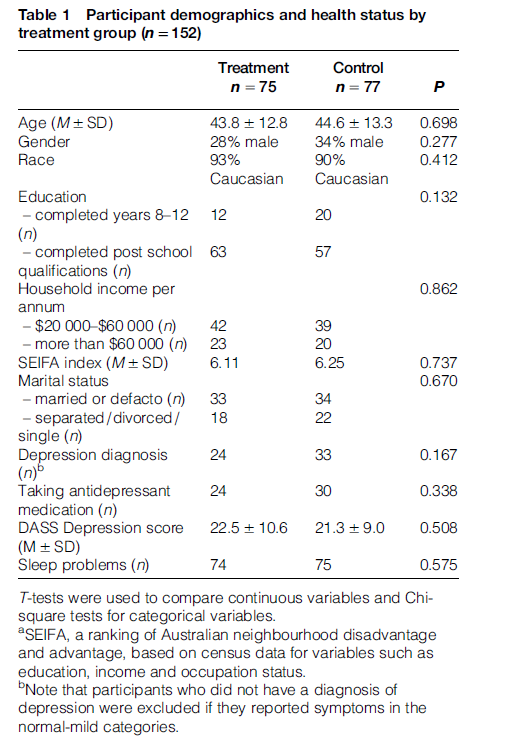 Table 1 Participant demographics and health status by
treatment group (n = 152)
Treatment Control
n = 75 n = 77 P
Age (M ± SD) 43.8 ± 12.8 44.6 ± 13.3 0.698
Gender 28% male 34% male 0.277
Race 93% 90% 0.412
Caucasian Caucasian
Education 0.132
– completed years 8–12 12 20
(n)
– completed post school 63 57
qualifications (n)
Household income per 0.862
annum
– $20 000–$60 000 (n) 42 39
– more than $60 000 (n) 23 20
SEIFA index (M ± SD) 6.11 6.25 0.737
Marital status 0.670
– married or defacto (n) 33 34
– separated/divorced/ 18 22
single (n)
Depression diagnosis 24 33 0.167
(n)b
Taking antidepressant 24 30 0.338
medication (n)
DASS Depression score 22.5 ± 10.6 21.3 ± 9.0 0.508
(M ± SD)
Sleep problems (n) 74 75 0.575
T-tests were used to compare continuous variables and Chi-
square tests for categorical variables.
aSEIFA, a ranking of Australian neighbourhood disadvantage
and advantage, based on census data for variables such as
education, income and occupation status.
bNote that participants who did not have a diagnosis of
depression were excluded if they reported symptoms in the
normal-mild categories.